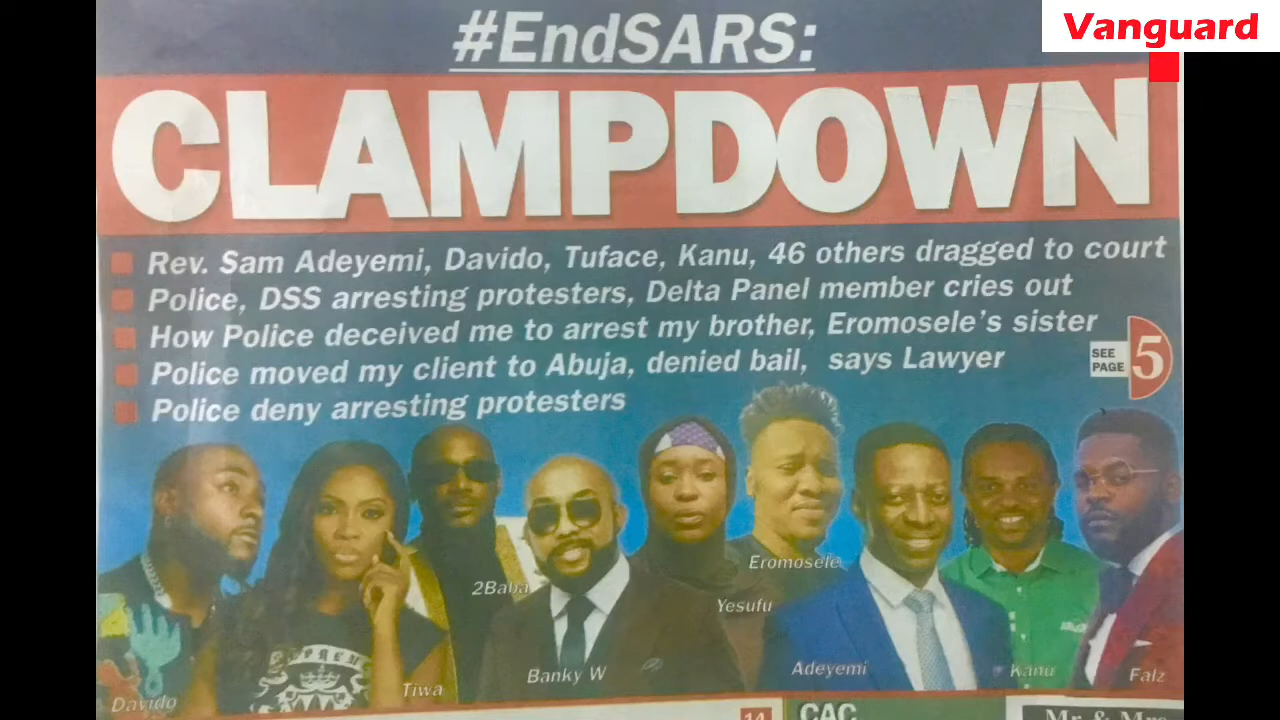 Vanguard
#EndSARS:
CLAMPDOWN
Rev. Sam Adeyemi, Davido, Tuface, Kanu, 46 others dragged to court
Police, DSS arresting protesters, Delta Panel member cries out
How Police deceived me to arrest my brother, Eromosele's sister
Police moved my client to Abuja, denied bail, says Lawyer
Police deny arresting protesters
SEE
PAGE
5
Davido
Tiwa
2Baba
Banky W
Yesufu
Eromosele
Adeyemi
Kanu
Falz
14
CAC
Mr & Mrs